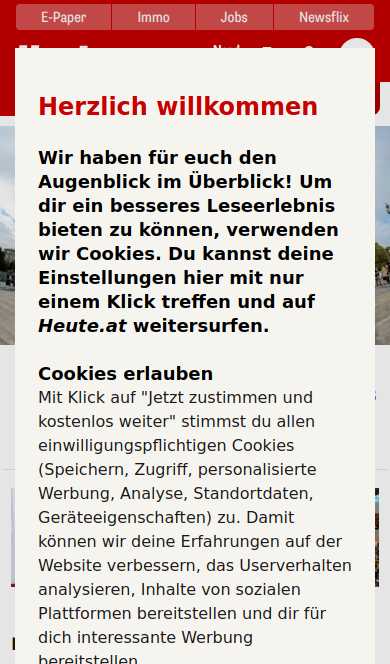 E-Paper
Immo
Jobs
Newsflix
Herzlich willkommen
Wir haben für euch den
Augenblick im Überblick! Um
dir ein besseres Leseerlebnis
bieten zu können, verwenden
wir Cookies. Du kannst deine
Einstellungen hier mit nur
einem Klick treffen und auf
Heute.at weitersurfen.
Cookies erlauben
Mit Klick auf "Jetzt zustimmen und
kostenlos weiter" stimmst du allen
einwilligungspflichtigen Cookies
(Speichern, Zugriff, personalisierte
Werbung, Analyse, Standortdaten,
Geräteeigenschaften) zu. Damit
können wir deine Erfahrungen auf der
Website verbessern, das Userverhalten
analysieren, Inhalte von sozialen
Plattformen bereitstellen und dir für
dich interessante Werbung
bereitstellen